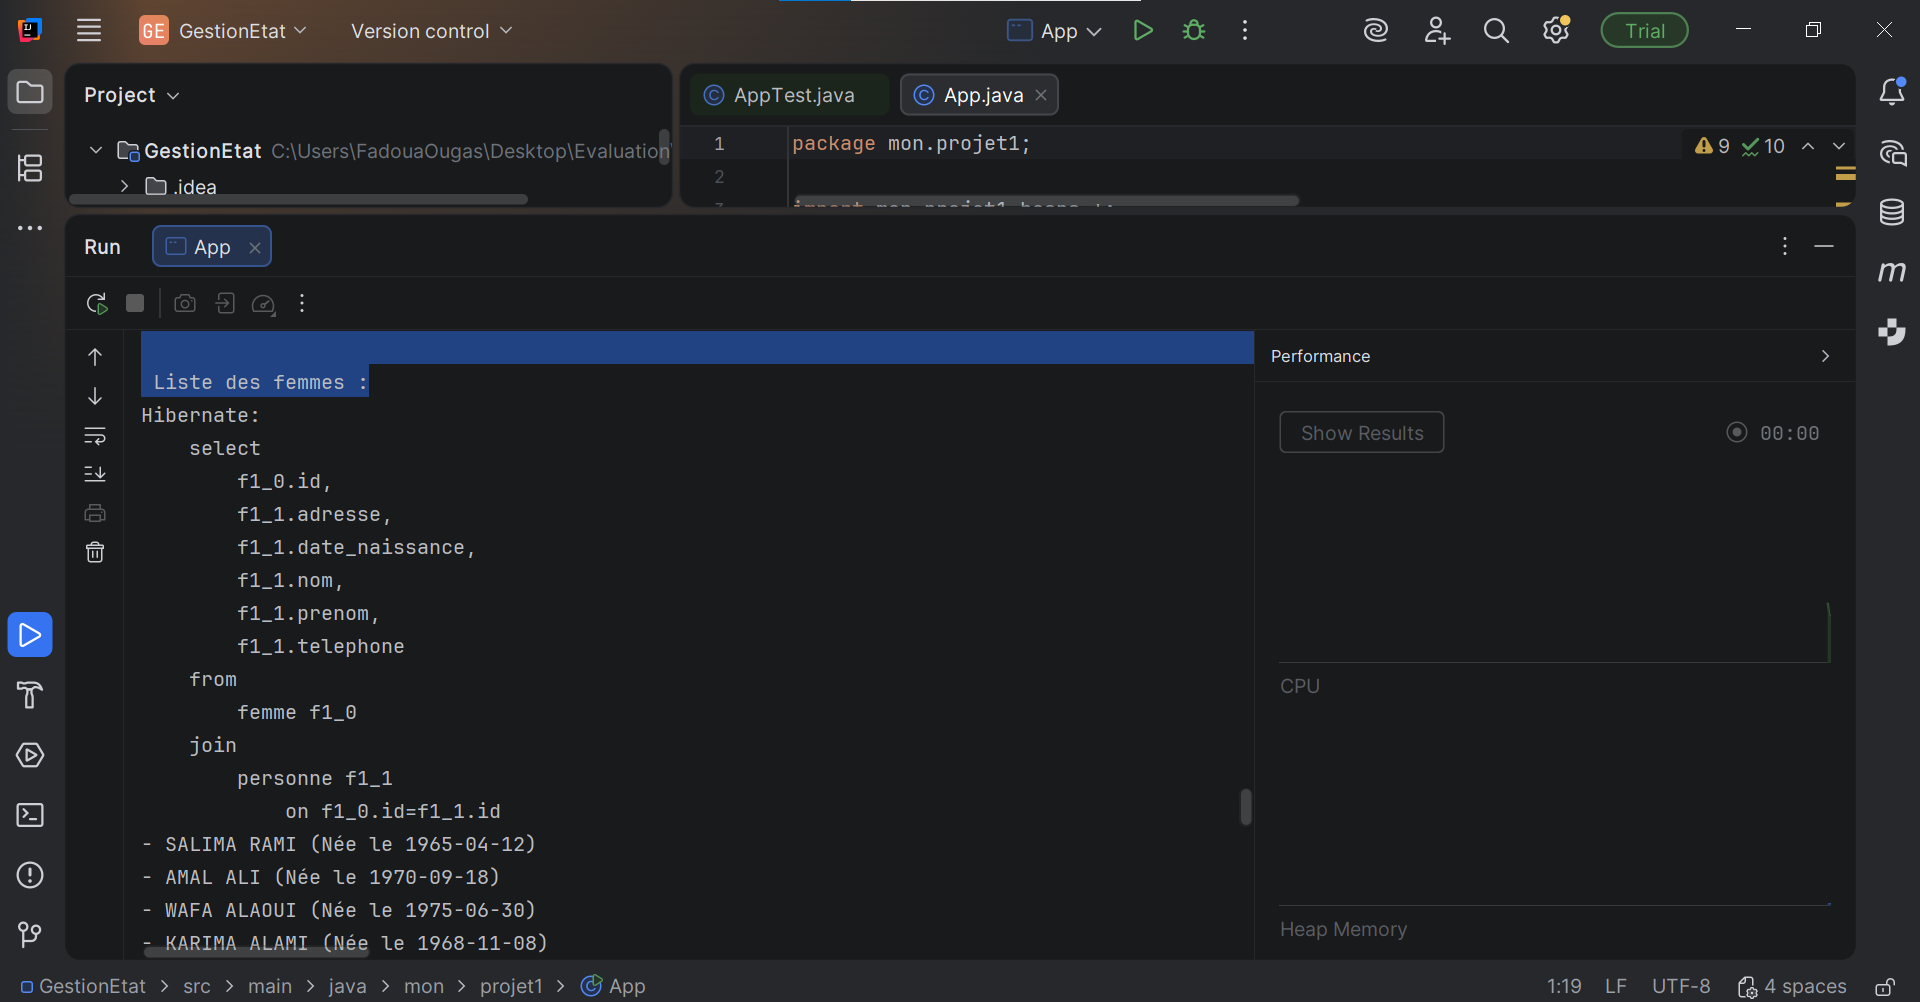 GE GestionEtat Version control App Trial
Project
AppTest.java App.java
GestionEtat C:\Users\FadouaOugas\Desktop\Evaluation
.idea
1 package mon.projet1;
9 10
2
Run App
Liste des femmes :
Hibernate:
select
f1_0.id,
f1_1.adresse,
f1_1.date_naissance,
f1_1.nom,
f1_1.prenom,
f1_1.telephone
from
femme f1_0
join
personne f1_1
on f1_0.id=f1_1.id
- SALIMA RAMI (Née le 1965-04-12)
- AMAL ALI (Née le 1970-09-18)
- WAFA ALAOUI (Née le 1975-06-30)
- KARIMA ALAMI (Née le 1968-11-08)
Performance
Show Results 00:00
CPU
Heap Memory
GestionEtat > src > main > java > mon > projet1 > App
1:19 LF UTF-8 4 spaces